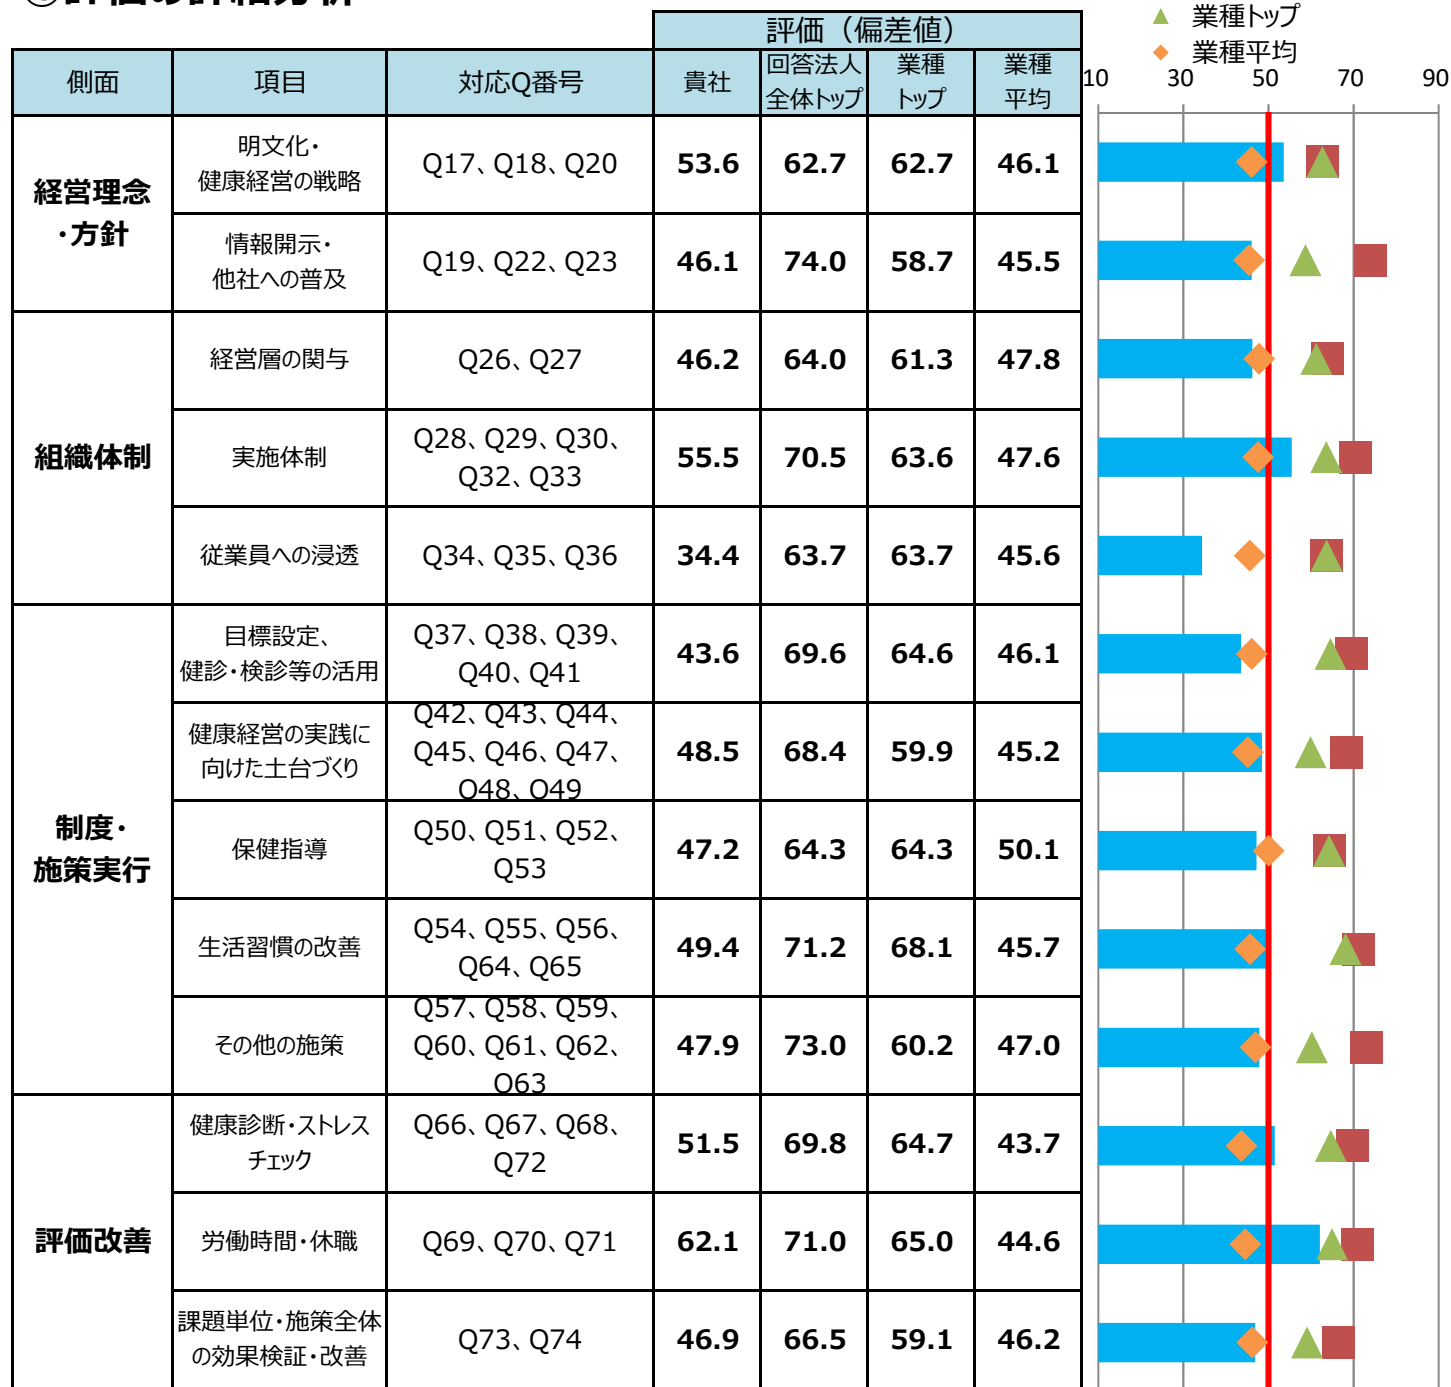 ①評価の詳細分析
▲ 業種トップ
◆ 業種平均
評価（偏差値）
側面 項目 対応Q番号 貴社 回答法人全体トップ 業種トップ 業種平均
10 30 50 70 90
経営理念・方針
明文化・健康経営の戦略 Q17、Q18、Q20 53.6 62.7 62.7 46.1
情報開示・他社への普及 Q19、Q22、Q23 46.1 74.0 58.7 45.5
組織体制
経営層の関与 Q26、Q27 46.2 64.0 61.3 47.8
実施体制 Q28、Q29、Q30、Q32、Q33 55.5 70.5 63.6 47.6
従業員への浸透 Q34、Q35、Q36 34.4 63.7 63.7 45.6
制度・施策実行
目標設定、健診・検診等の活用 Q37、Q38、Q39、Q40、Q41 43.6 69.6 64.6 46.1
健康経営の実践に向けた土台づくり Q42、Q43、Q44、Q45、Q46、Q47、Q48、Q49 48.5 68.4 59.9 45.2
保健指導 Q50、Q51、Q52、Q53 47.2 64.3 64.3 50.1
生活習慣の改善 Q54、Q55、Q56、Q64、Q65 49.4 71.2 68.1 45.7
その他の施策 Q57、Q58、Q59、Q60、Q61、Q62、Q63 47.9 73.0 60.2 47.0
評価改善
健康診断・ストレスチェック Q66、Q67、Q68、Q72 51.5 69.8 64.7 43.7
労働時間・休職 Q69、Q70、Q71 62.1 71.0 65.0 44.6
課題単位・施策全体の効果検証・改善 Q73、Q74 46.9 66.5 59.1 46.2